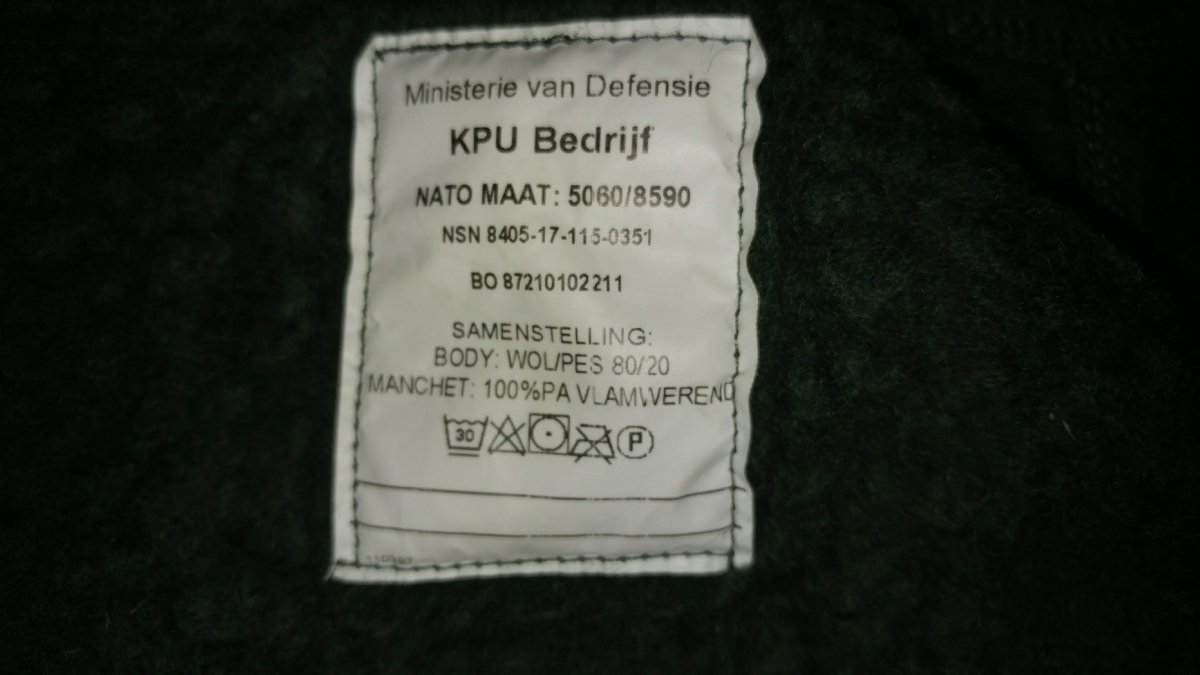 Ministerie van Defensie
KPU Bedrijf
NATO MAAT: 5060/8590
NSN 8405-17-115-0351
BO 87210102211
SAMENSTELLING:
BODY: WOL/PES 80/20
MANCHET: 100%PA VLAMWEREND
30 P